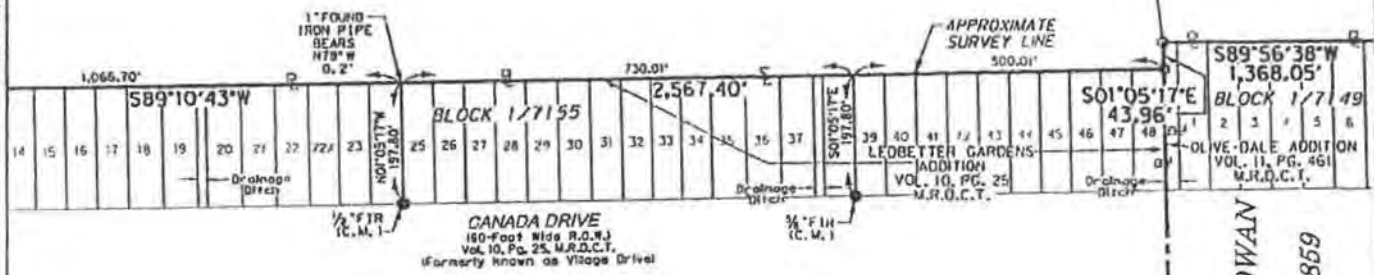 1"FOUND
IRON PIPE
BEARS
N79°W
0.2'
APPROXIMATE
SURVEY LINE
1,066.70'
730.01'
500.01'
S89°56'38"W
1,368.05'
S89°10'43"W
2,567.40'
S01°05'17"E
43.96'
BLOCK 1/7155
BLOCK 1/7149
N01°05'17"W
197.80'
S01°05'17"E
197.80'
14 15 16 17 18 19 20 21 22 22A 23 25 26 27 28 29 30 31 32 33 34 35 36 37 39 40 41 42 43 44 45 46 47 48 1 2 3 4 5 6
LEDBETTER GARDENS
ADDITION
VOL. 10, PG. 25
M.R.D.C.T.
OLIVE-DALE ADDITION
VOL. 11, PG. 461
M.R.D.C.T.
Drainage
Ditch
Drainage
Ditch
Drainage
Ditch
1/2"FIR
(C.M.)
5/8"FIR
(C.M.)
CANADA DRIVE
(60-Foot Wide R.O.W.)
Vol. 10, Pg. 25, M.R.D.C.T.
(Formerly known as Village Drive)
OWAN
859